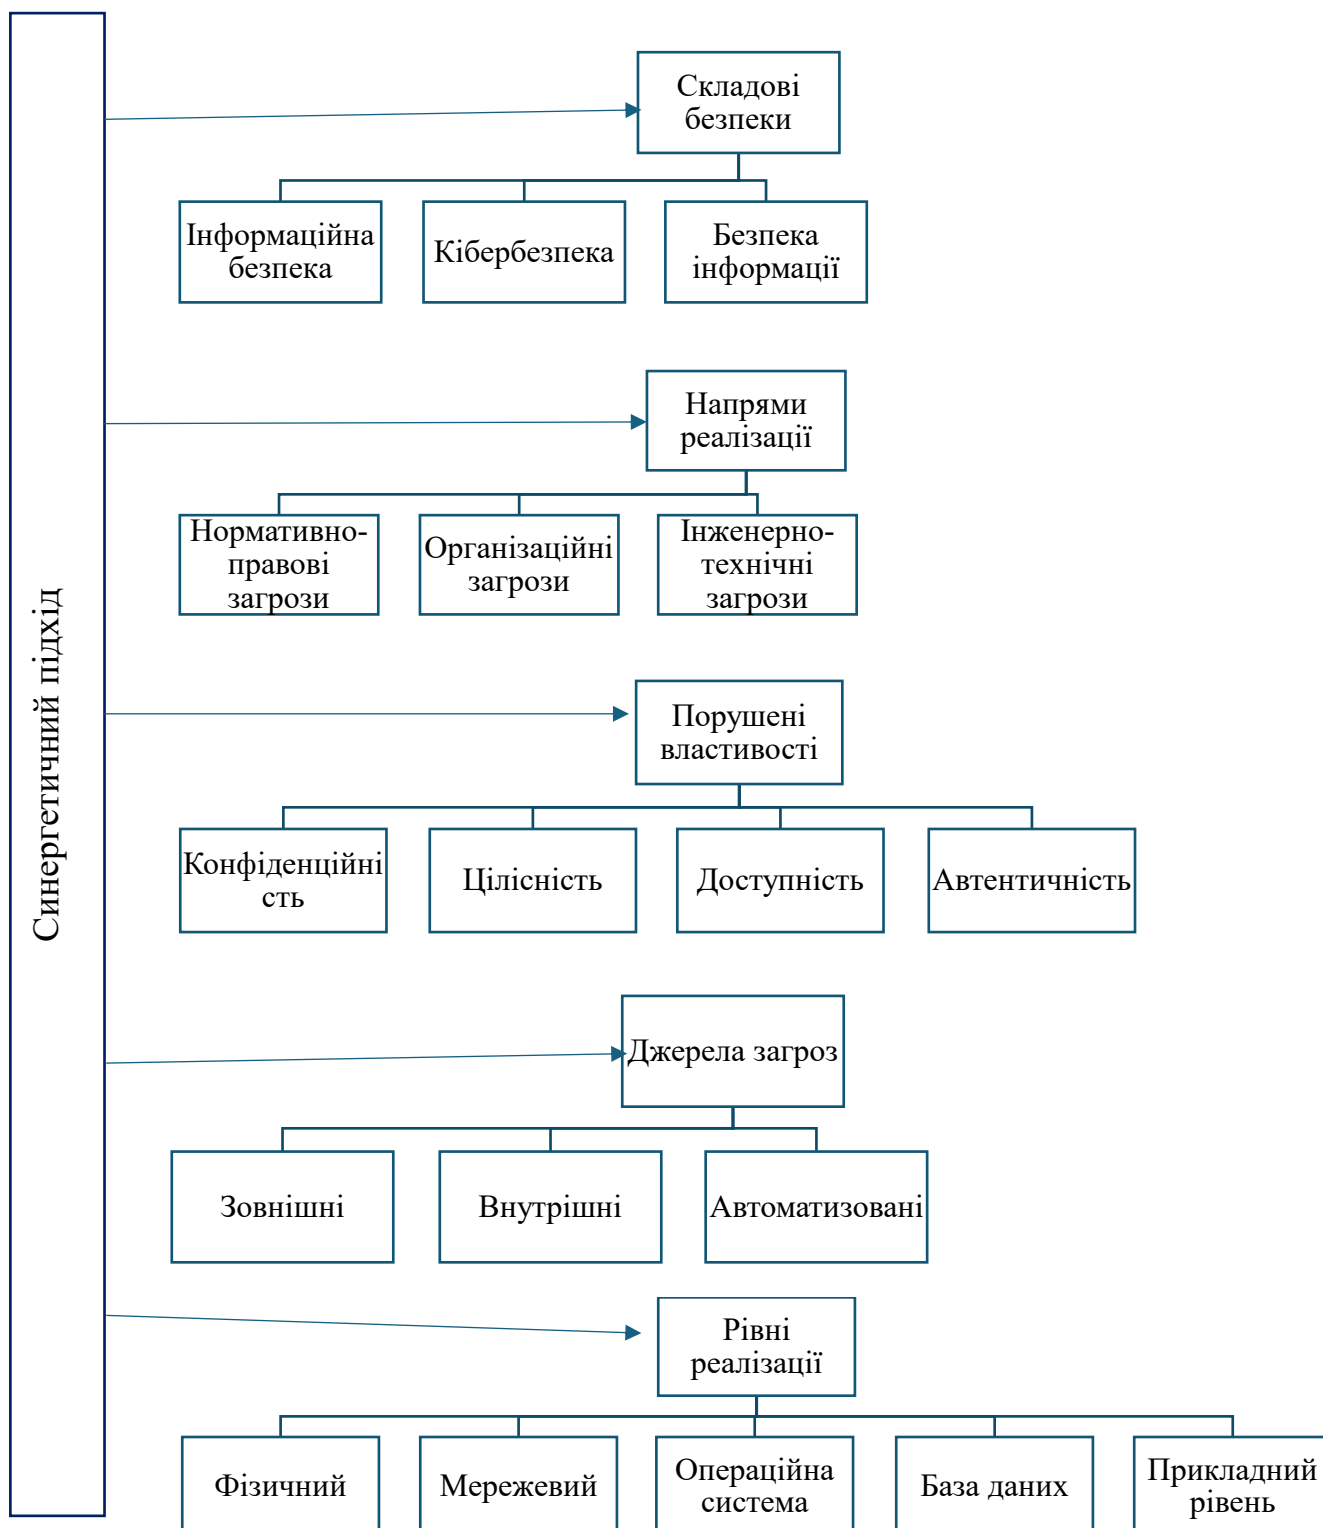 Синергетичний підхід
Складові
безпеки
Інформаційна
безпека
Кібербезпека
Безпека
інформації
Напрями
реалізації
Нормативно-
правові
загрози
Організаційні
загрози
Інженерно-
технічні
загрози
Порушені
властивості
Конфіденційні
сть
Цілісність
Доступність
Автентичність
Джерела загроз
Зовнішні
Внутрішні
Автоматизовані
Рівні
реалізації
Фізичний
Мережевий
Операційна
система
База даних
Прикладний
рівень